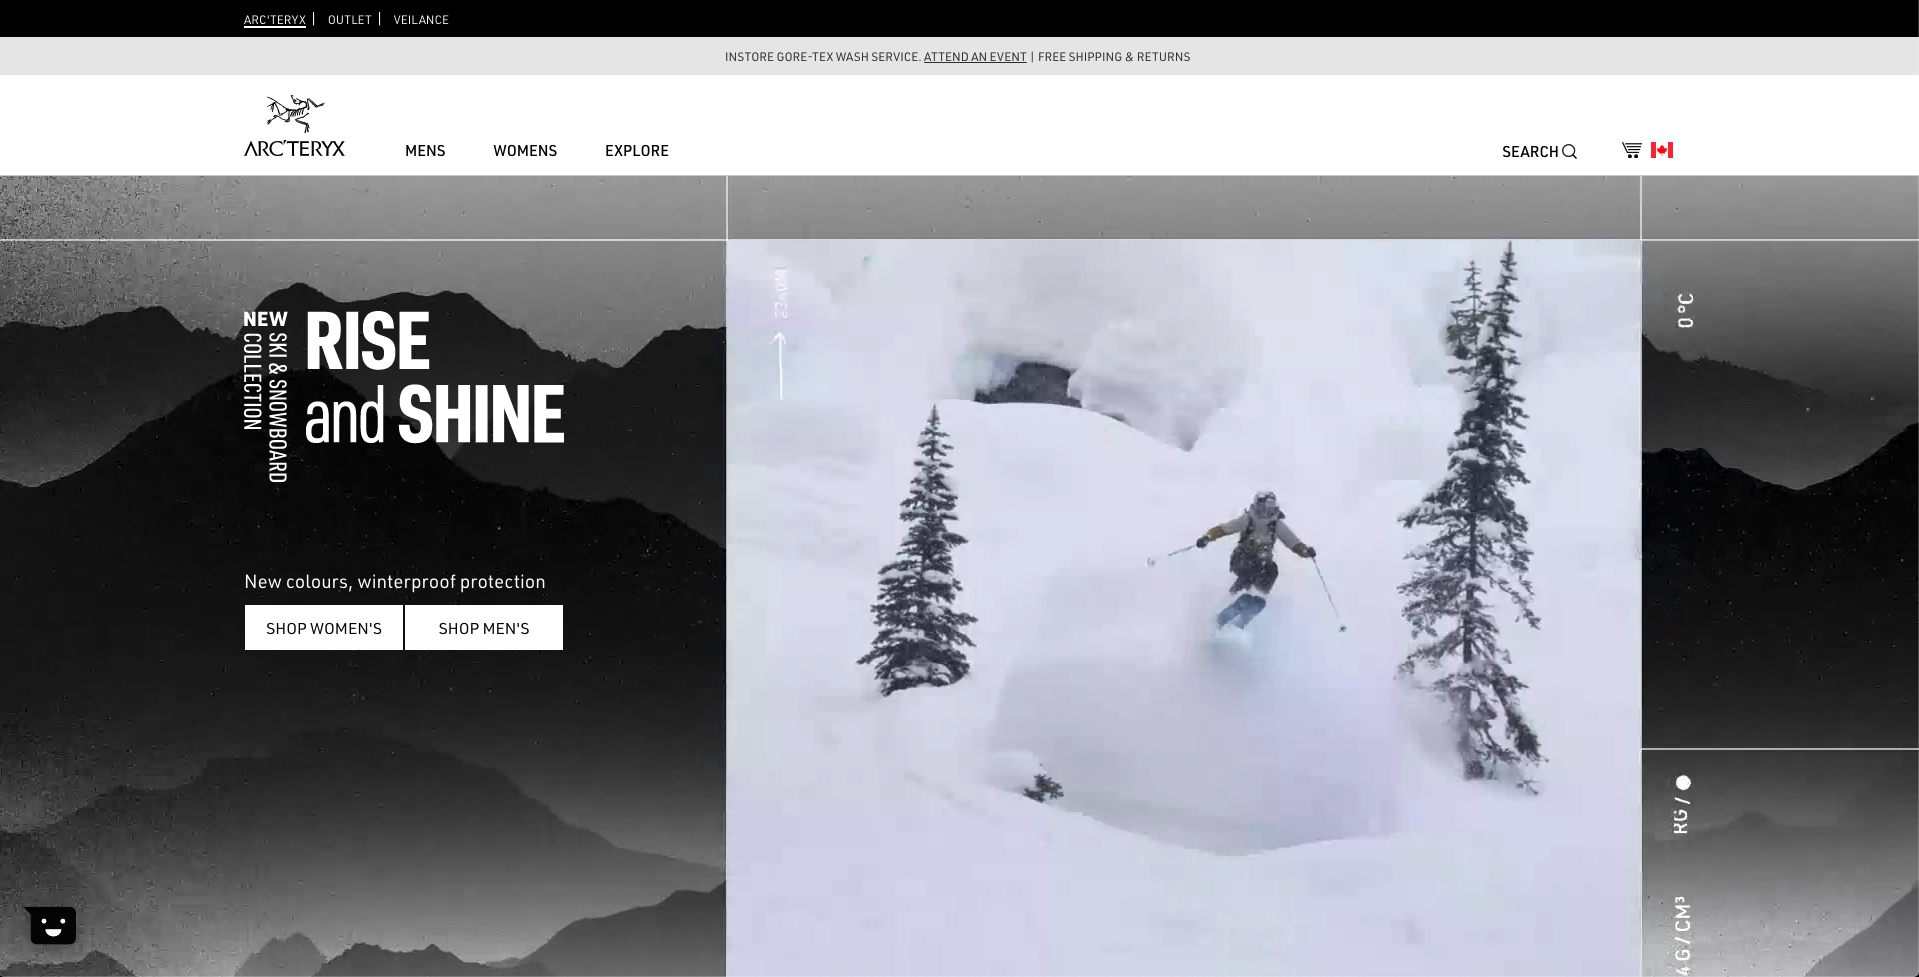 ARC'TERYX | OUTLET | VEILANCE
INSTORE GORE-TEX WASH SERVICE. ATTEND AN EVENT | FREE SHIPPING & RETURNS
ARC'TERYX
MENS
WOMENS
EXPLORE
SEARCH
NEW
SKI & SNOWBOARD
COLLECTION
RISE
and SHINE
New colours, winterproof protection
SHOP WOMEN'S
SHOP MEN'S
0 °C
RG /
4 G / CM³